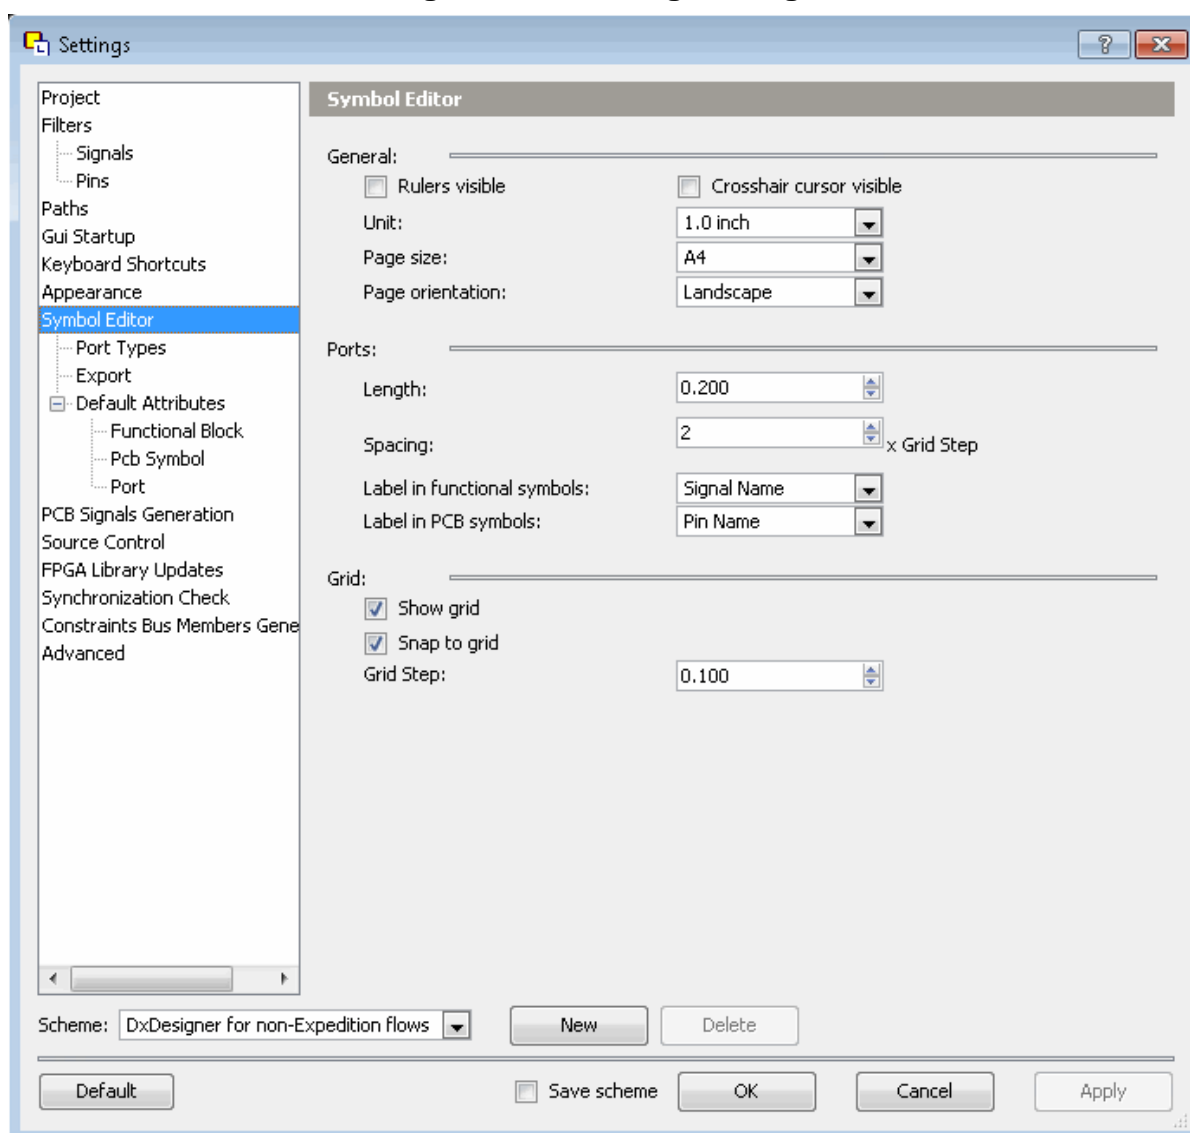 Settings
Project
Filters
Signals
Pins
Paths
Gui Startup
Keyboard Shortcuts
Appearance
Symbol Editor
Port Types
Export
Default Attributes
Functional Block
Pcb Symbol
Port
PCB Signals Generation
Source Control
FPGA Library Updates
Synchronization Check
Constraints Bus Members Gene
Advanced
Symbol Editor
General:
Rulers visible
Crosshair cursor visible
Unit: 1.0 inch
Page size: A4
Page orientation: Landscape
Ports:
Length: 0.200
Spacing: 2 x Grid Step
Label in functional symbols: Signal Name
Label in PCB symbols: Pin Name
Grid:
Show grid
Snap to grid
Grid Step: 0.100
Scheme: DxDesigner for non-Expedition flows New Delete
Default Save scheme OK Cancel Apply